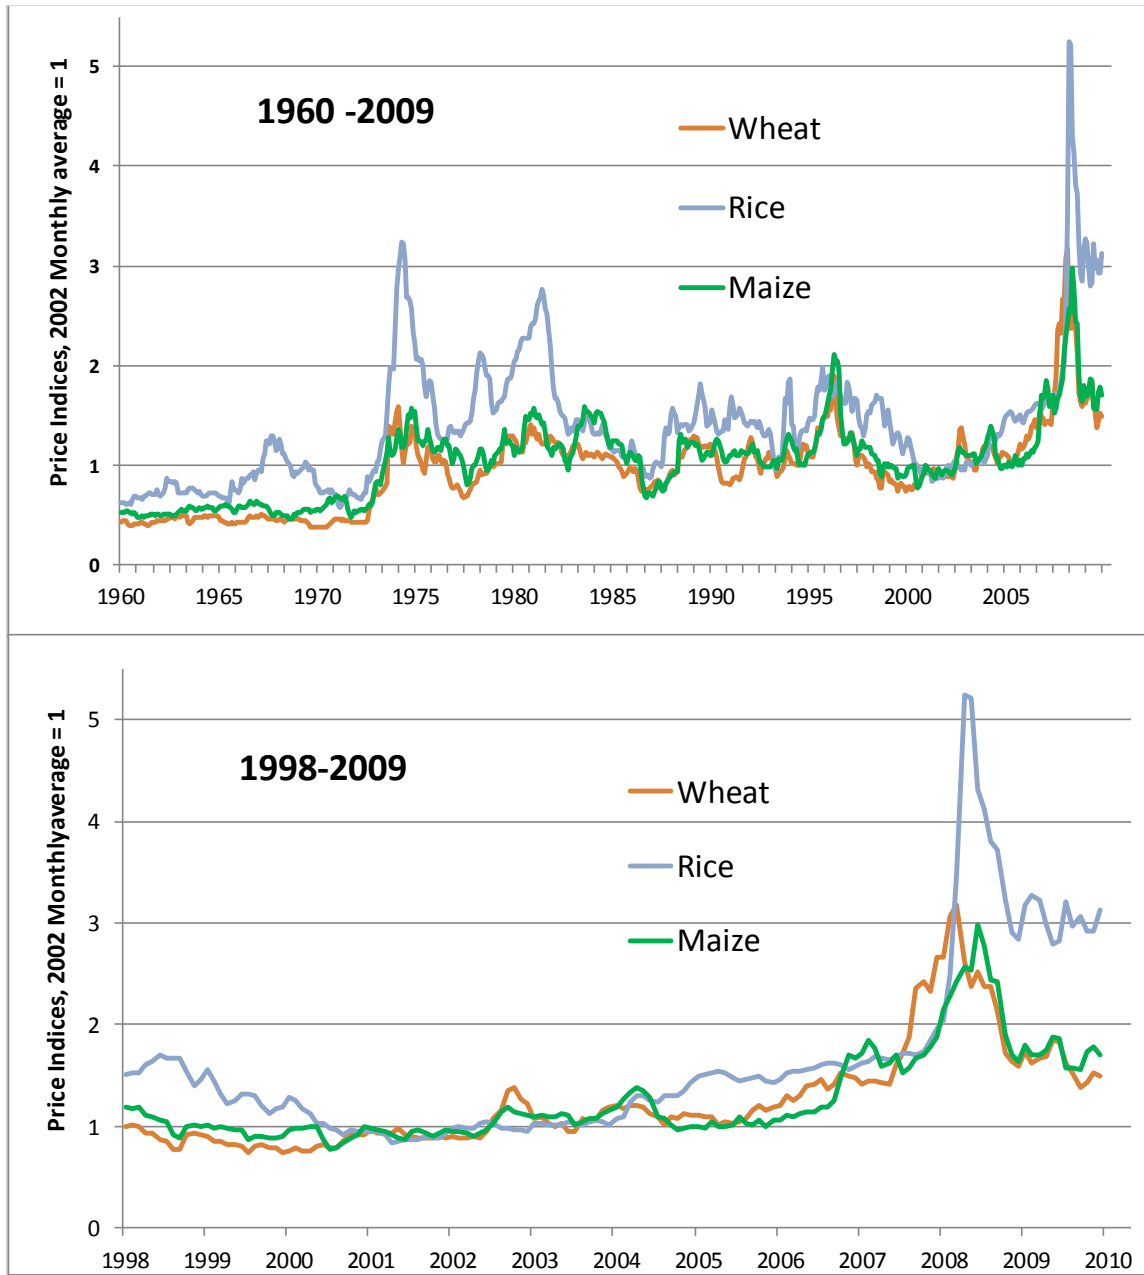 Price Indices, 2002 Monthly average = 1
5
4
3
2
1
0
1960 -2009
Wheat
Rice
Maize
1960 1965 1970 1975 1980 1985 1990 1995 2000 2005
Price Indices, 2002 Monthlyaverage = 1
5
4
3
2
1
0
1998-2009
Wheat
Rice
Maize
1998 1999 2000 2001 2002 2003 2004 2005 2006 2007 2008 2009 2010